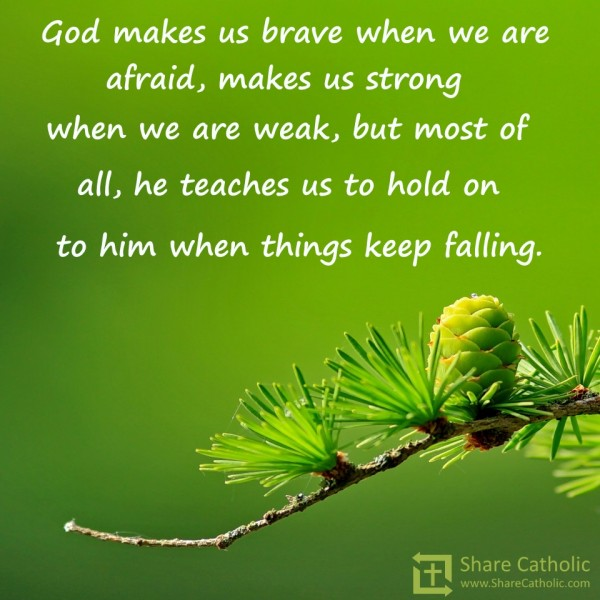 God makes us brave when we are
afraid, makes us strong
when we are weak, but most of
all, he teaches us to hold on
to him when things keep falling.
Share Catholic
www.ShareCatholic.com